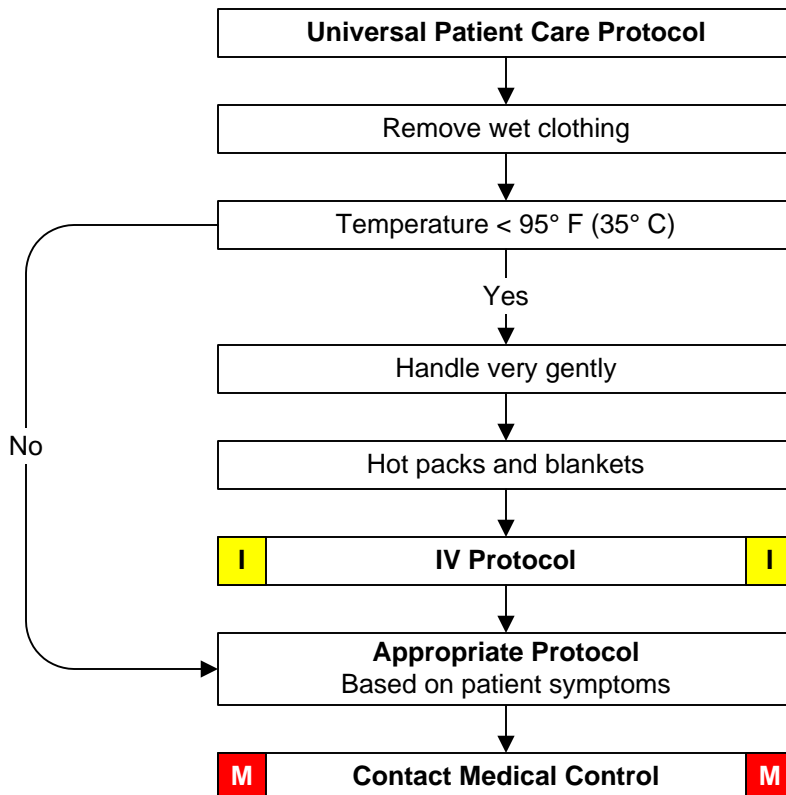 Universal Patient Care Protocol
Remove wet clothing
Temperature < 95° F (35° C)
Yes
Handle very gently
No
Hot packs and blankets
I IV Protocol I
Appropriate Protocol
Based on patient symptoms
M Contact Medical Control M